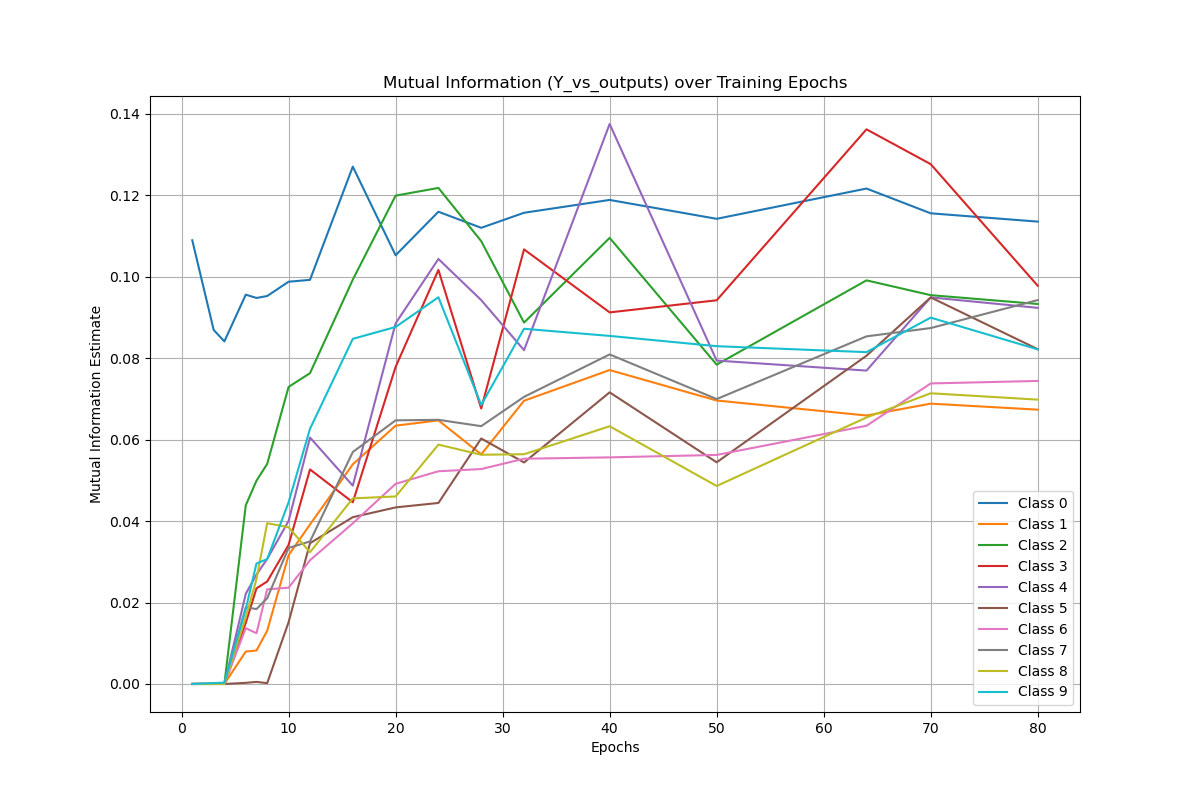 Mutual Information (Y_vs_outputs) over Training Epochs
Mutual Information Estimate
0.14
0.12
0.10
0.08
0.06
0.04
0.02
0.00
0 10 20 30 40 50 60 70 80
Epochs
Class 0
Class 1
Class 2
Class 3
Class 4
Class 5
Class 6
Class 7
Class 8
Class 9